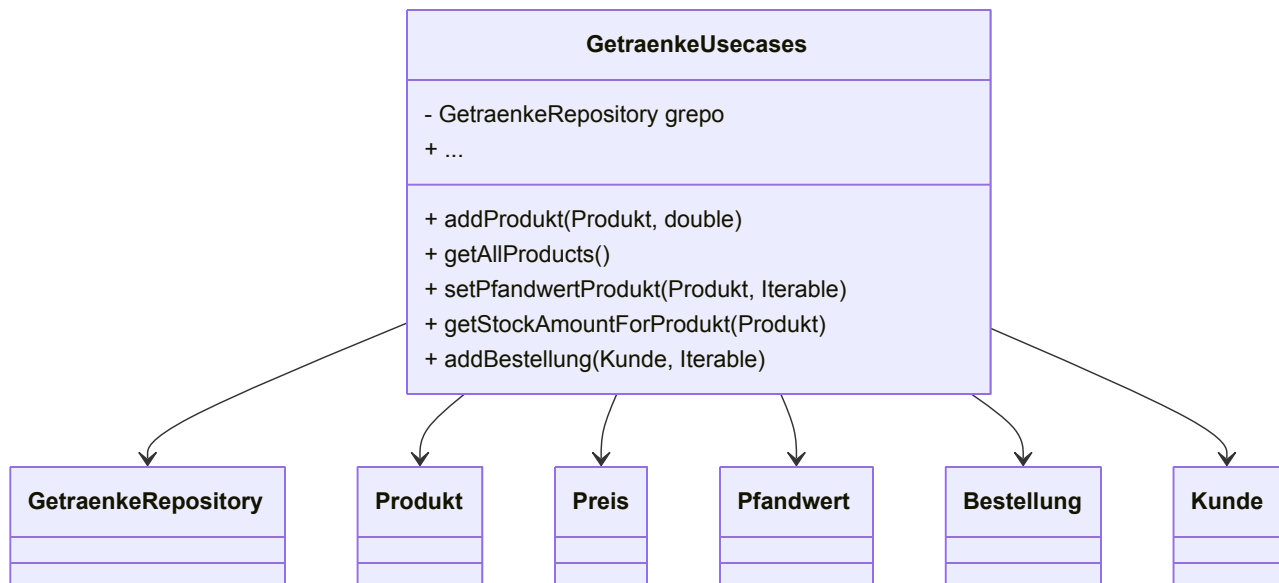 GetraenkeUsecases
- GetraenkeRepository grepo
+ ...
+ addProdukt(Produkt, double)
+ getAllProducts()
+ setPfandwertProdukt(Produkt, Iterable)
+ getStockAmountForProdukt(Produkt)
+ addBestellung(Kunde, Iterable)
GetraenkeRepository
Produkt
Preis
Pfandwert
Bestellung
Kunde